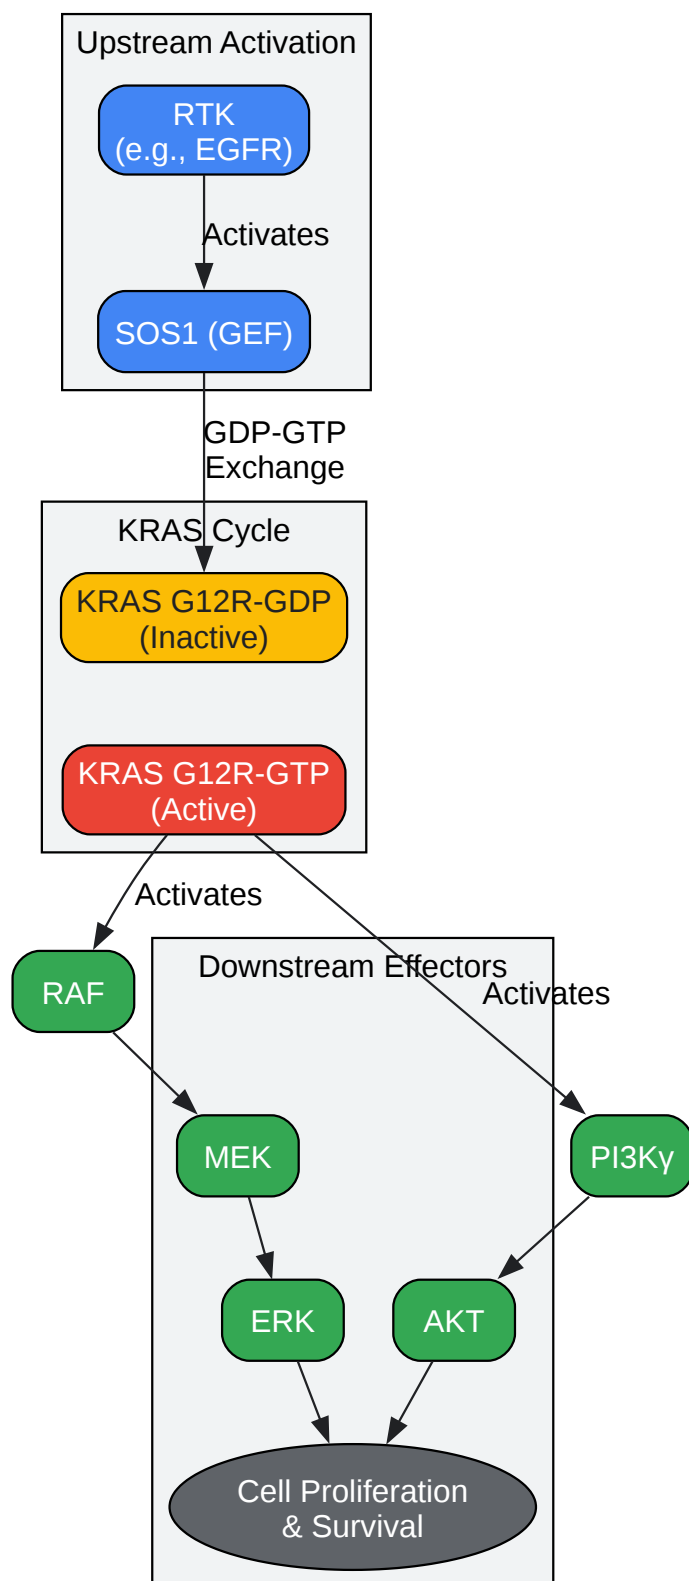 Upstream Activation
RTK
(e.g., EGFR)
Activates
SOS1 (GEF)
GDP-GTP
Exchange
KRAS Cycle
KRAS G12R-GDP
(Inactive)
KRAS G12R-GTP
(Active)
Activates
Downstream Effectors
Activates
RAF
MEK
PI3Kγ
ERK
AKT
Cell Proliferation
& Survival